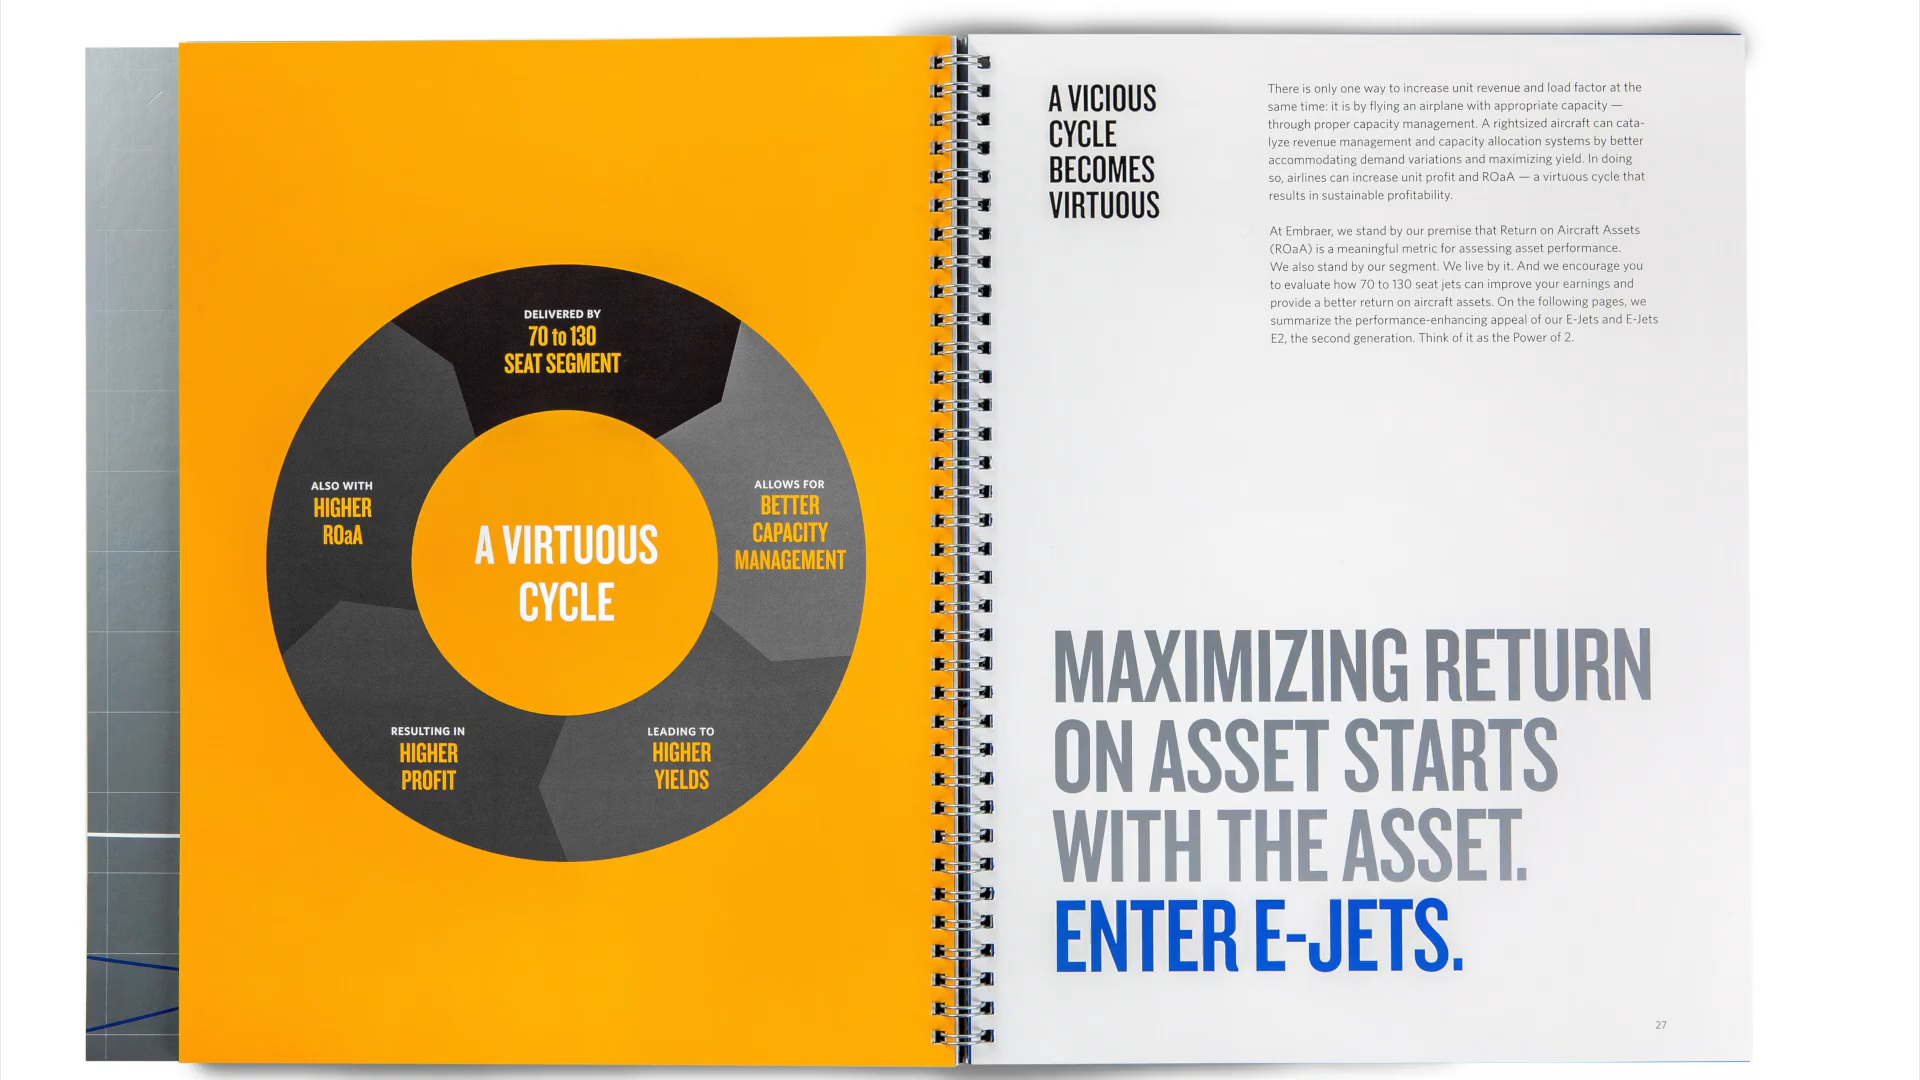 DELIVERED BY
70 to 130
SEAT SEGMENT
ALLOWS FOR
BETTER
CAPACITY
MANAGEMENT
LEADING TO
HIGHER
YIELDS
RESULTING IN
HIGHER
PROFIT
ALSO WITH
HIGHER
ROaA
A VIRTUOUS
CYCLE
A VICIOUS
CYCLE
BECOMES
VIRTUOUS
There is only one way to increase unit revenue and load factor at the
same time: it is by flying an airplane with appropriate capacity —
through proper capacity management. A rightsized aircraft can cata-
lyze revenue management and capacity allocation systems by better
accommodating demand variations and maximizing yield. In doing
so, airlines can increase unit profit and ROaA — a virtuous cycle that
results in sustainable profitability.
At Embraer, we stand by our premise that Return on Aircraft Assets
(ROaA) is a meaningful metric for assessing asset performance.
We also stand by our segment. We live by it. And we encourage you
to evaluate how 70 to 130 seat jets can improve your earnings and
provide a better return on aircraft assets. On the following pages, we
summarize the performance-enhancing appeal of our E-Jets and E-Jets
E2, the second generation. Think of it as the Power of 2.
MAXIMIZING RETURN
ON ASSET STARTS
WITH THE ASSET.
ENTER E-JETS.
27